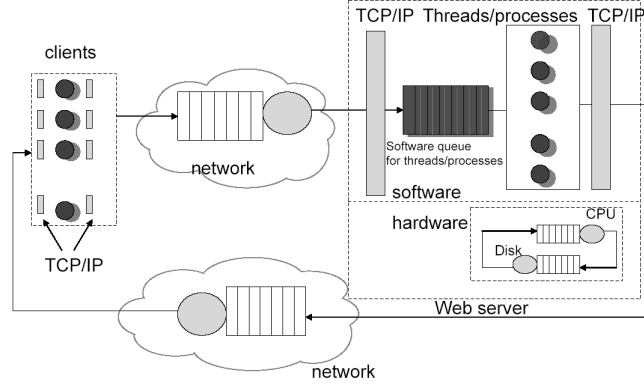 TCP/IP Threads/processes TCP/IP
clients
network
Software queue
for threads/processes
software
hardware
CPU
Disk
TCP/IP
Web server
network